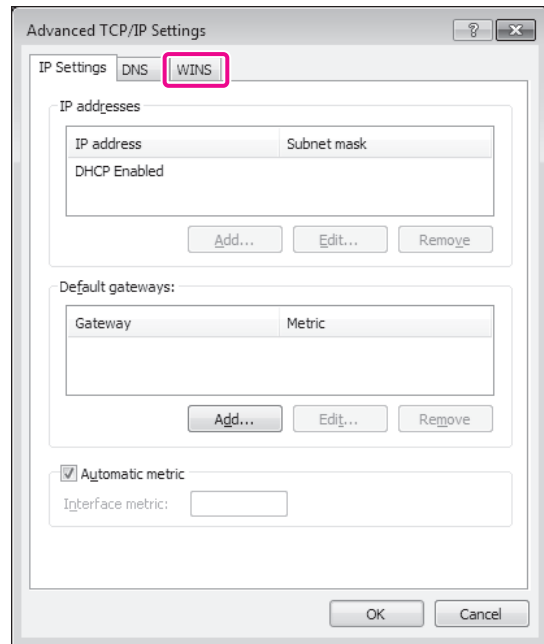 Advanced TCP/IP Settings
IP Settings DNS WINS
IP addresses
IP address Subnet mask
DHCP Enabled
Add... Edit... Remove
Default gateways:
Gateway Metric
Add... Edit... Remove
Automatic metric
Interface metric:
OK Cancel